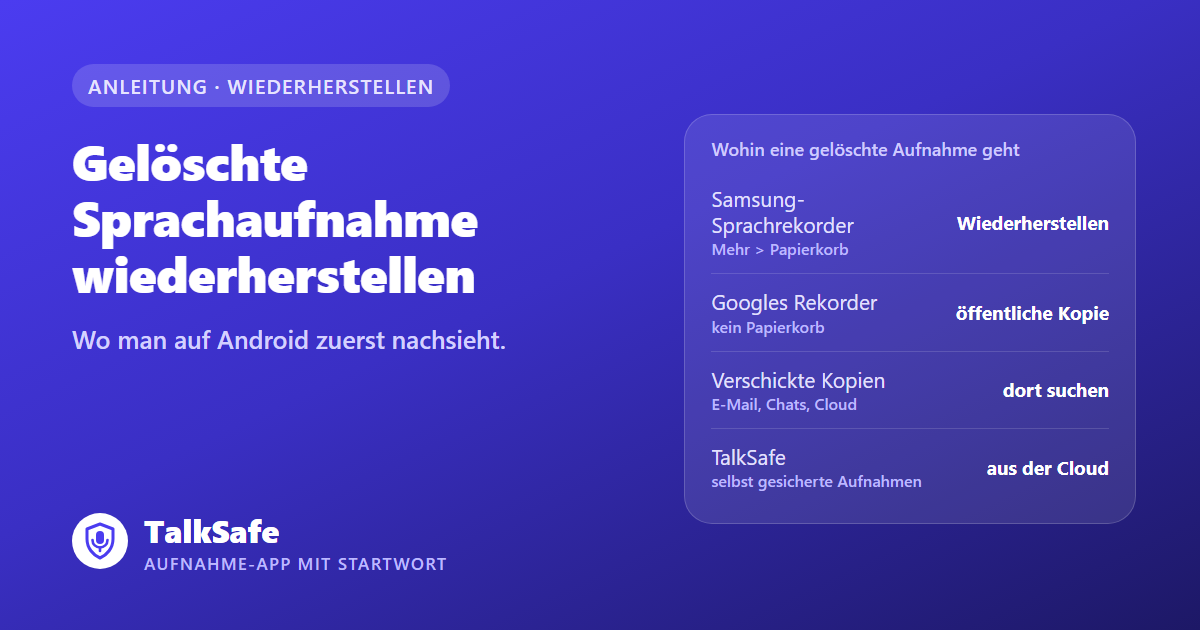 ANLEITUNG · WIEDERHERSTELLEN
Gelöschte
Sprachaufnahme
wiederherstellen
Wo man auf Android zuerst nachsieht.
Wohin eine gelöschte Aufnahme geht
Samsung-
Sprachrekorder
Mehr > Papierkorb
Wiederherstellen
Googles Rekorder
kein Papierkorb
öffentliche Kopie
Verschickte Kopien
E-Mail, Chats, Cloud
dort suchen
TalkSafe
selbst gesicherte Aufnahmen
aus der Cloud
TalkSafe
AUFNAHME-APP MIT STARTWORT